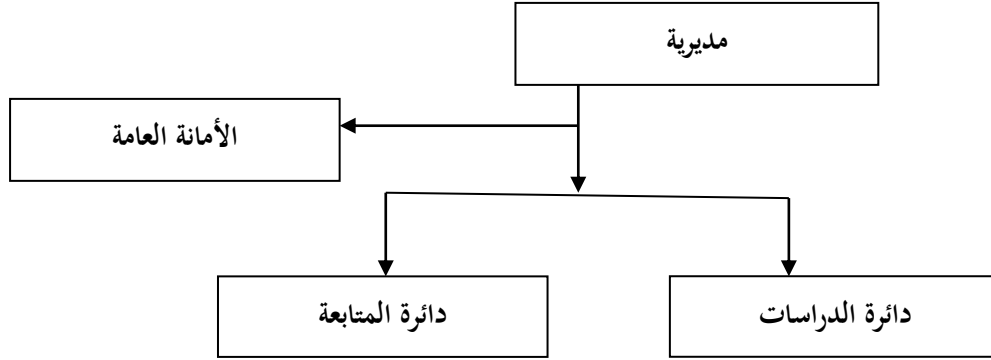 مديرية
الأمانة العامة
دائرة الدراسات
دائرة المتابعة